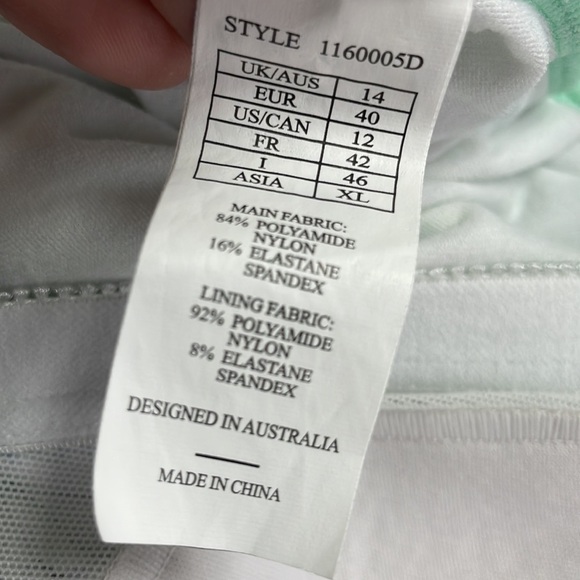 STYLE 1160005D
UK/AUS 14
EUR 40
US/CAN 12
FR 42
I 46
ASIA XL
MAIN FABRIC:
84% POLYAMIDE
NYLON
16% ELASTANE
SPANDEX
LINING FABRIC:
92% POLYAMIDE
NYLON
8% ELASTANE
SPANDEX
DESIGNED IN AUSTRALIA
MADE IN CHINA